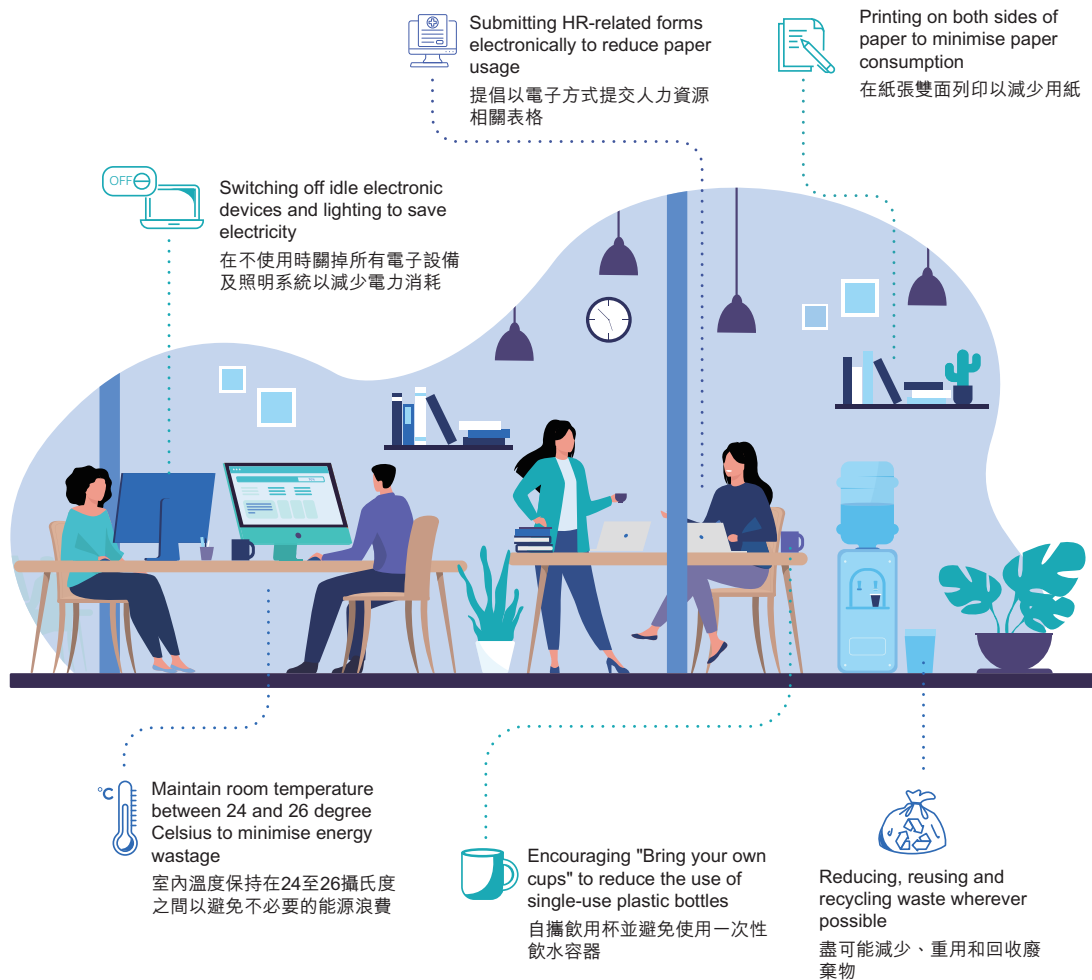 Submitting HR-related forms
electronically to reduce paper
usage
提倡以電子方式提交人力資源
相關表格
Printing on both sides of
paper to minimise paper
consumption
在紙張雙面列印以減少用紙
OFF
Switching off idle electronic
devices and lighting to save
electricity
在不使用時關掉所有電子設備
及照明系統以減少電力消耗
°C
Maintain room temperature
between 24 and 26 degree
Celsius to minimise energy
wastage
室內溫度保持在24至26攝氏度
之間以避免不必要的能源浪費
Encouraging "Bring your own
cups" to reduce the use of
single-use plastic bottles
自攜飲用杯並避免使用一次性
飲水容器
Reducing, reusing and
recycling waste wherever
possible
盡可能減少、重用和回收廢
棄物